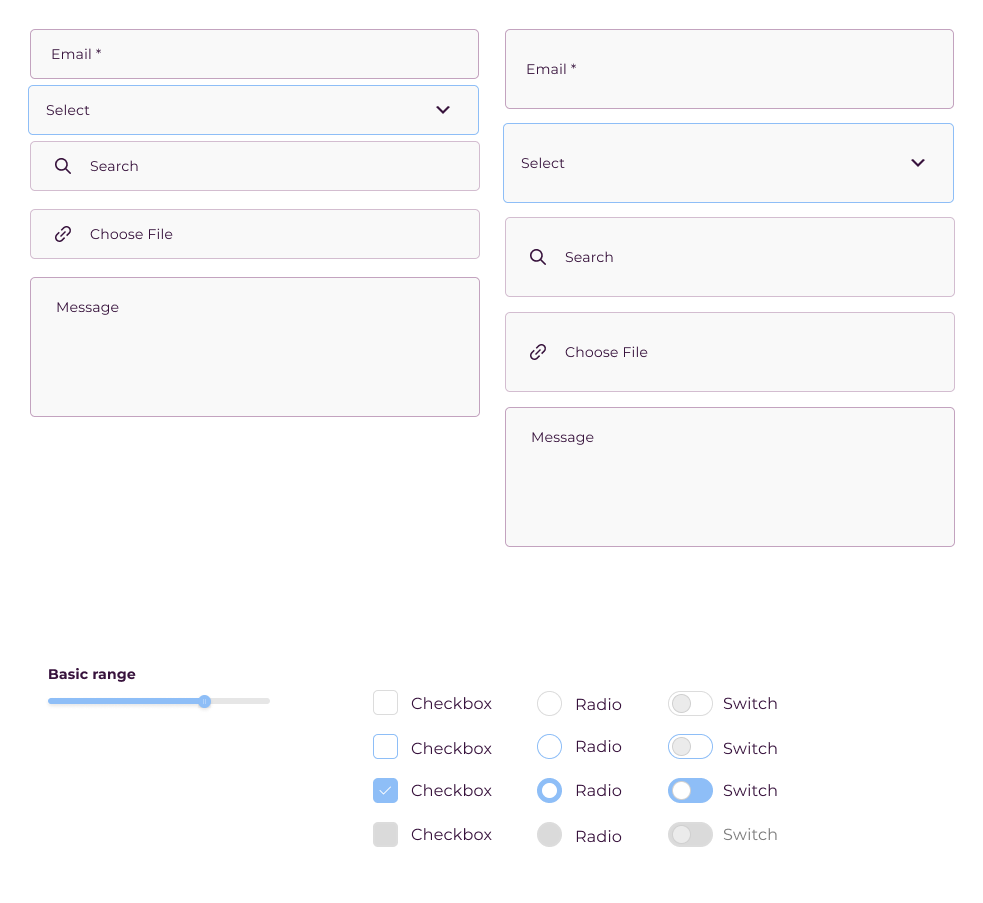 Email *
Select
Search
Choose File
Message
Email *
Select
Search
Choose File
Message
Basic range
Checkbox
Radio
Switch
Checkbox
Radio
Switch
Checkbox
Radio
Switch
Checkbox
Radio
Switch